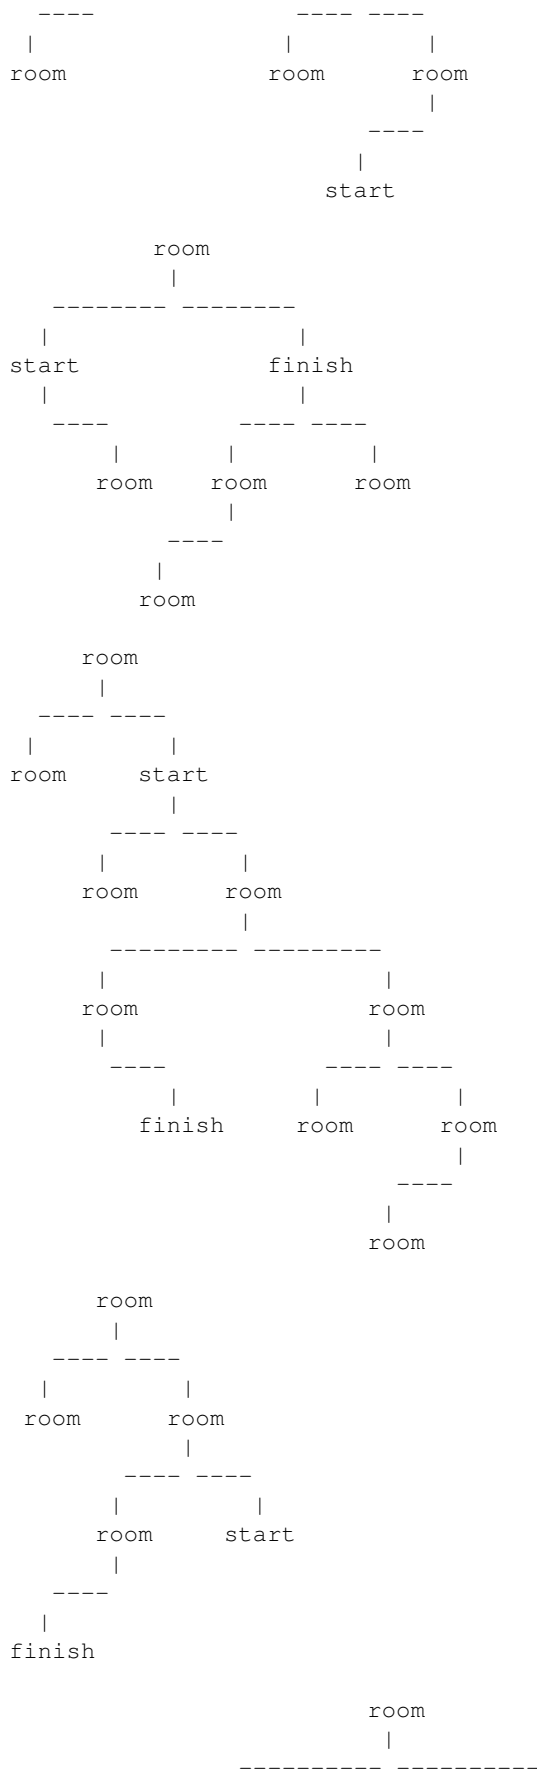 ----              ---- ----
 |                 |         |
room              room      room
                             |
                         ----
                        |
                      start

          room
           |
   -------- --------
  |                 |
start             finish
  |                 |
   ----         ---- ----
       |       |         |
      room    room      room
               |
           ----
          |
         room

     room
      |
  ---- ----
 |         |
room     start
           |
       ---- ----
      |         |
     room      room
                |
       --------- ---------
      |                   |
     room                room
      |                   |
       ----           ---- ----
           |         |         |
         finish     room      room
                               |
                           ----
                          |
                         room

      room
       |
   ---- ----
  |         |
 room      room
            |
        ---- ----
       |         |
      room     start
       |
   ----
  |
finish

                         room
                          |
                ---------- ----------